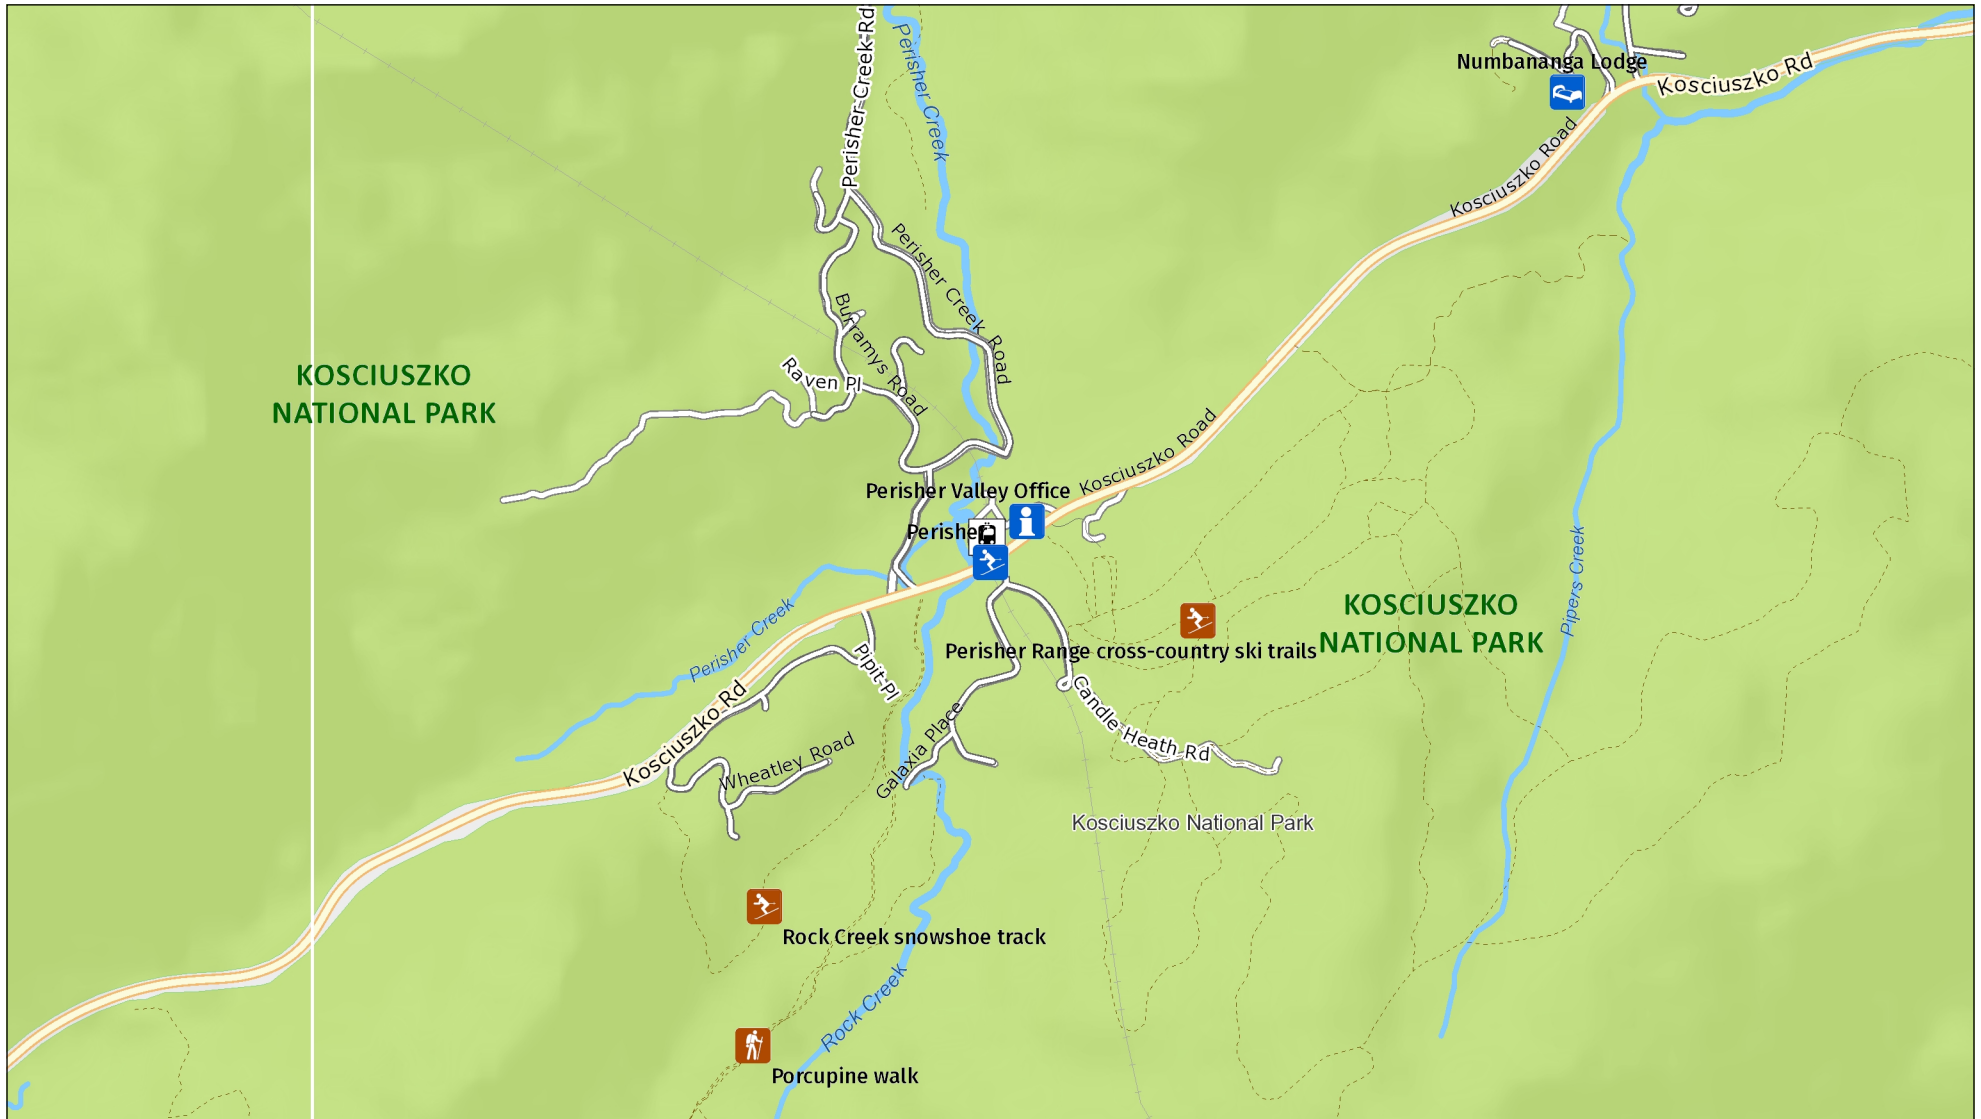 Perisher Creek Rd
Perisher Creek
Numbananga Lodge
Kosciuszko Rd
Kosciuszko Road
Perisher Creek Road
Burramys Road
Raven Pl
KOSCIUSZKO
NATIONAL PARK
Kosciuszko Road
Perisher Valley Office
Perisher
Pipers Creek
KOSCIUSZKO
NATIONAL PARK
Perisher Creek
Perisher Range cross-country ski trails
Pipit Pl
Candle Heath Rd
Kosciuszko Rd
Galaxia Place
Wheatley Road
Kosciuszko National Park
Rock Creek snowshoe track
Rock Creek
Porcupine walk